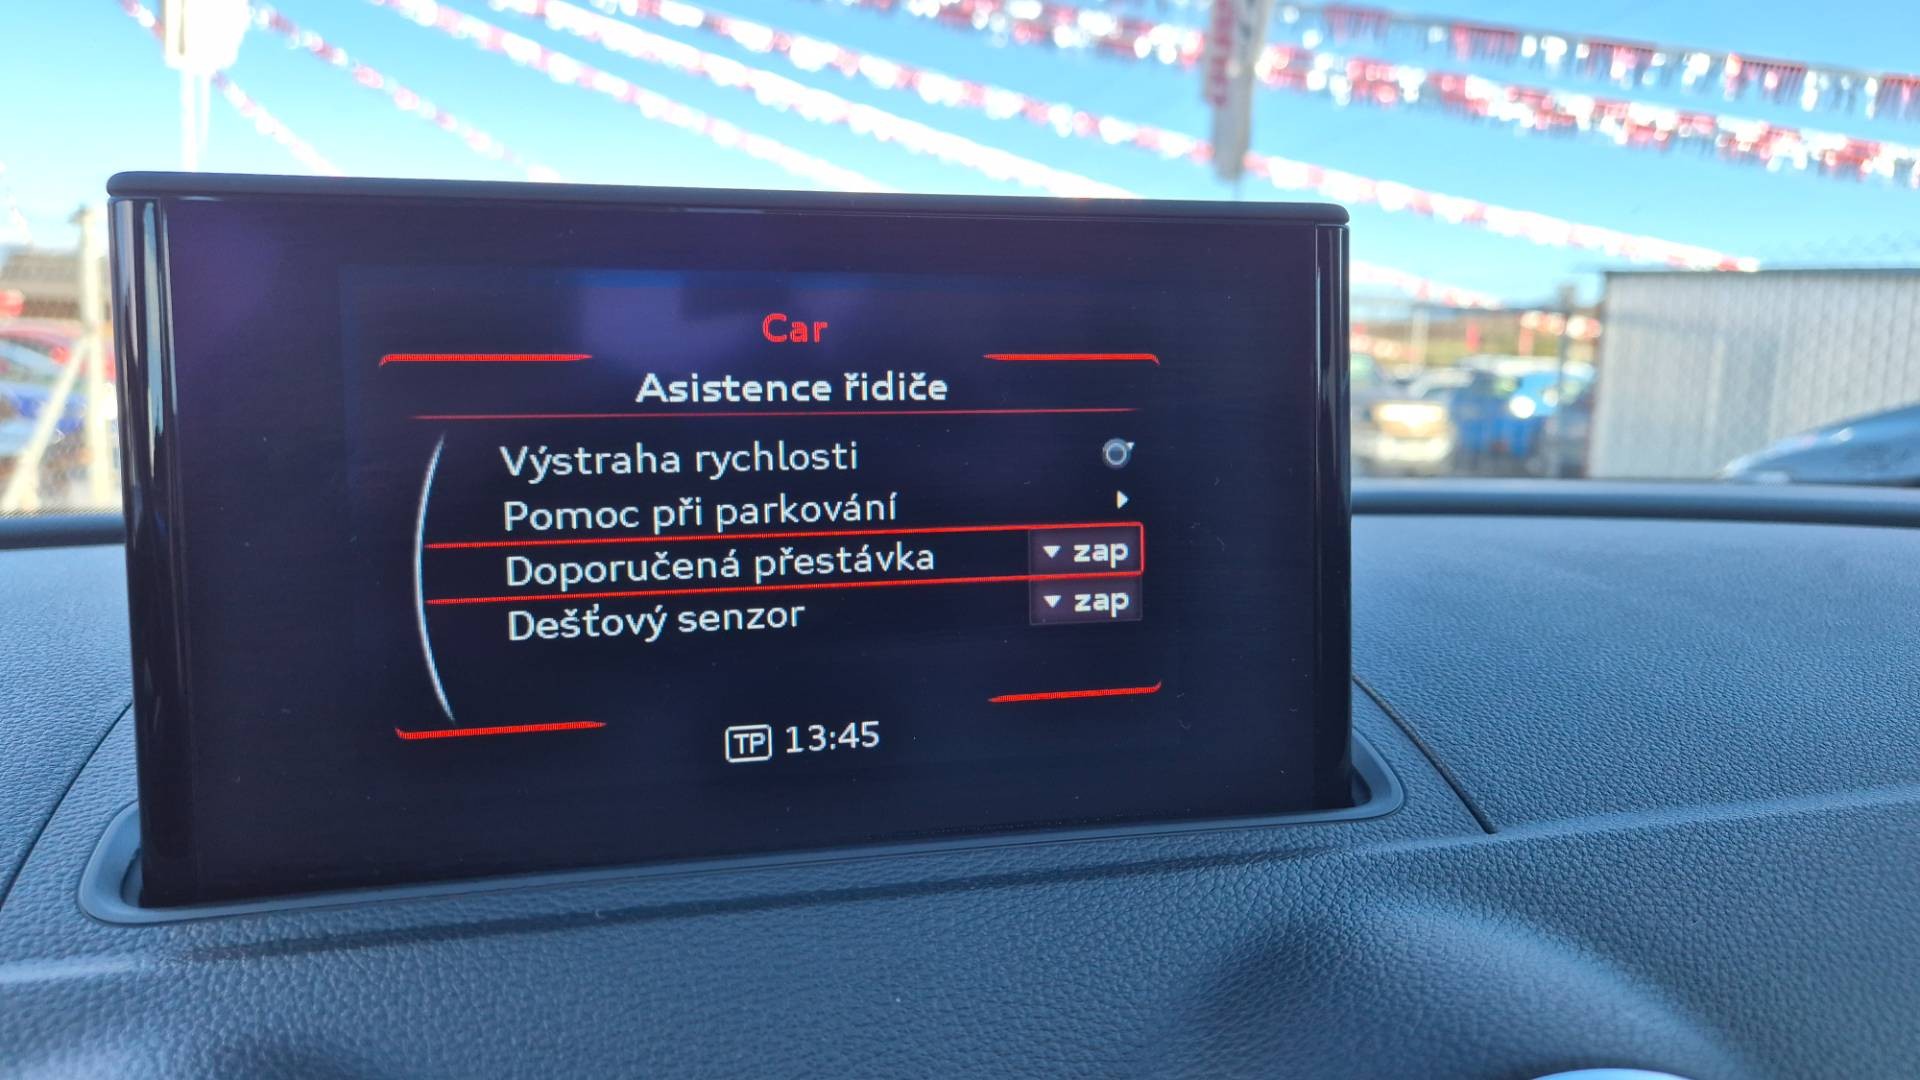 Car
Asistence řidiče
Výstraha rychlosti
Pomoc při parkování
Doporučená přestávka zap
Dešťový senzor zap
TP 13:45